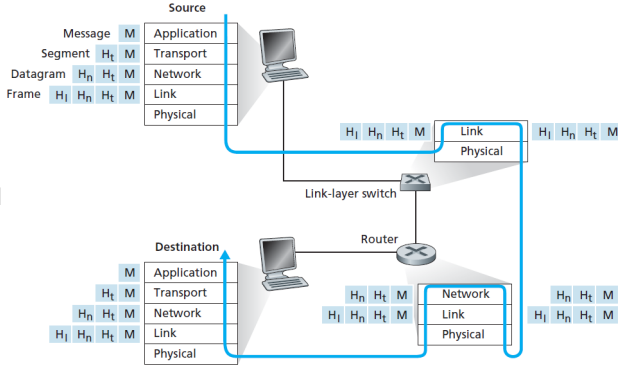 Source
Message M Application
Segment Ht M Transport
Datagram Hn Ht M Network
Frame Hl Hn Ht M Link
Physical
Hl Hn Ht M Link Hl Hn Ht M
Physical
Link-layer switch
Router
Destination
M Application
Ht M Transport
Hn Ht M Network
Hl Hn Ht M Link
Physical
Hn Ht M Network Hn Ht M
Hl Hn Ht M Link Hl Hn Ht M
Physical